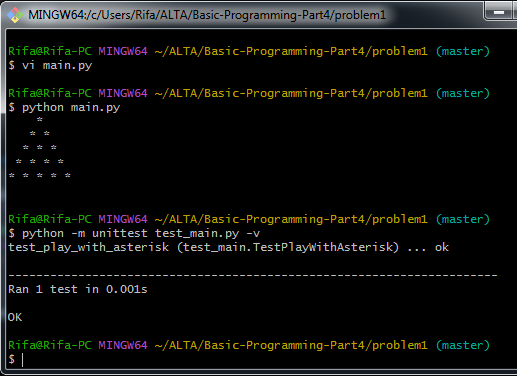 MINGW64:/c/Users/Rifa/ALTA/Basic-Programming-Part4/problem1
Rifa@Rifa-PC MINGW64 ~/ALTA/Basic-Programming-Part4/problem1 (master)
$ vi main.py
Rifa@Rifa-PC MINGW64 ~/ALTA/Basic-Programming-Part4/problem1 (master)
$ python main.py
    *
   * *
  * * *
 * * * *
* * * * *
Rifa@Rifa-PC MINGW64 ~/ALTA/Basic-Programming-Part4/problem1 (master)
$ python -m unittest test_main.py -v
test_play_with_asterisk (test_main.TestPlayWithAsterisk) ... ok
----------------------------------------------------------------------
Ran 1 test in 0.001s
OK
Rifa@Rifa-PC MINGW64 ~/ALTA/Basic-Programming-Part4/problem1 (master)
$